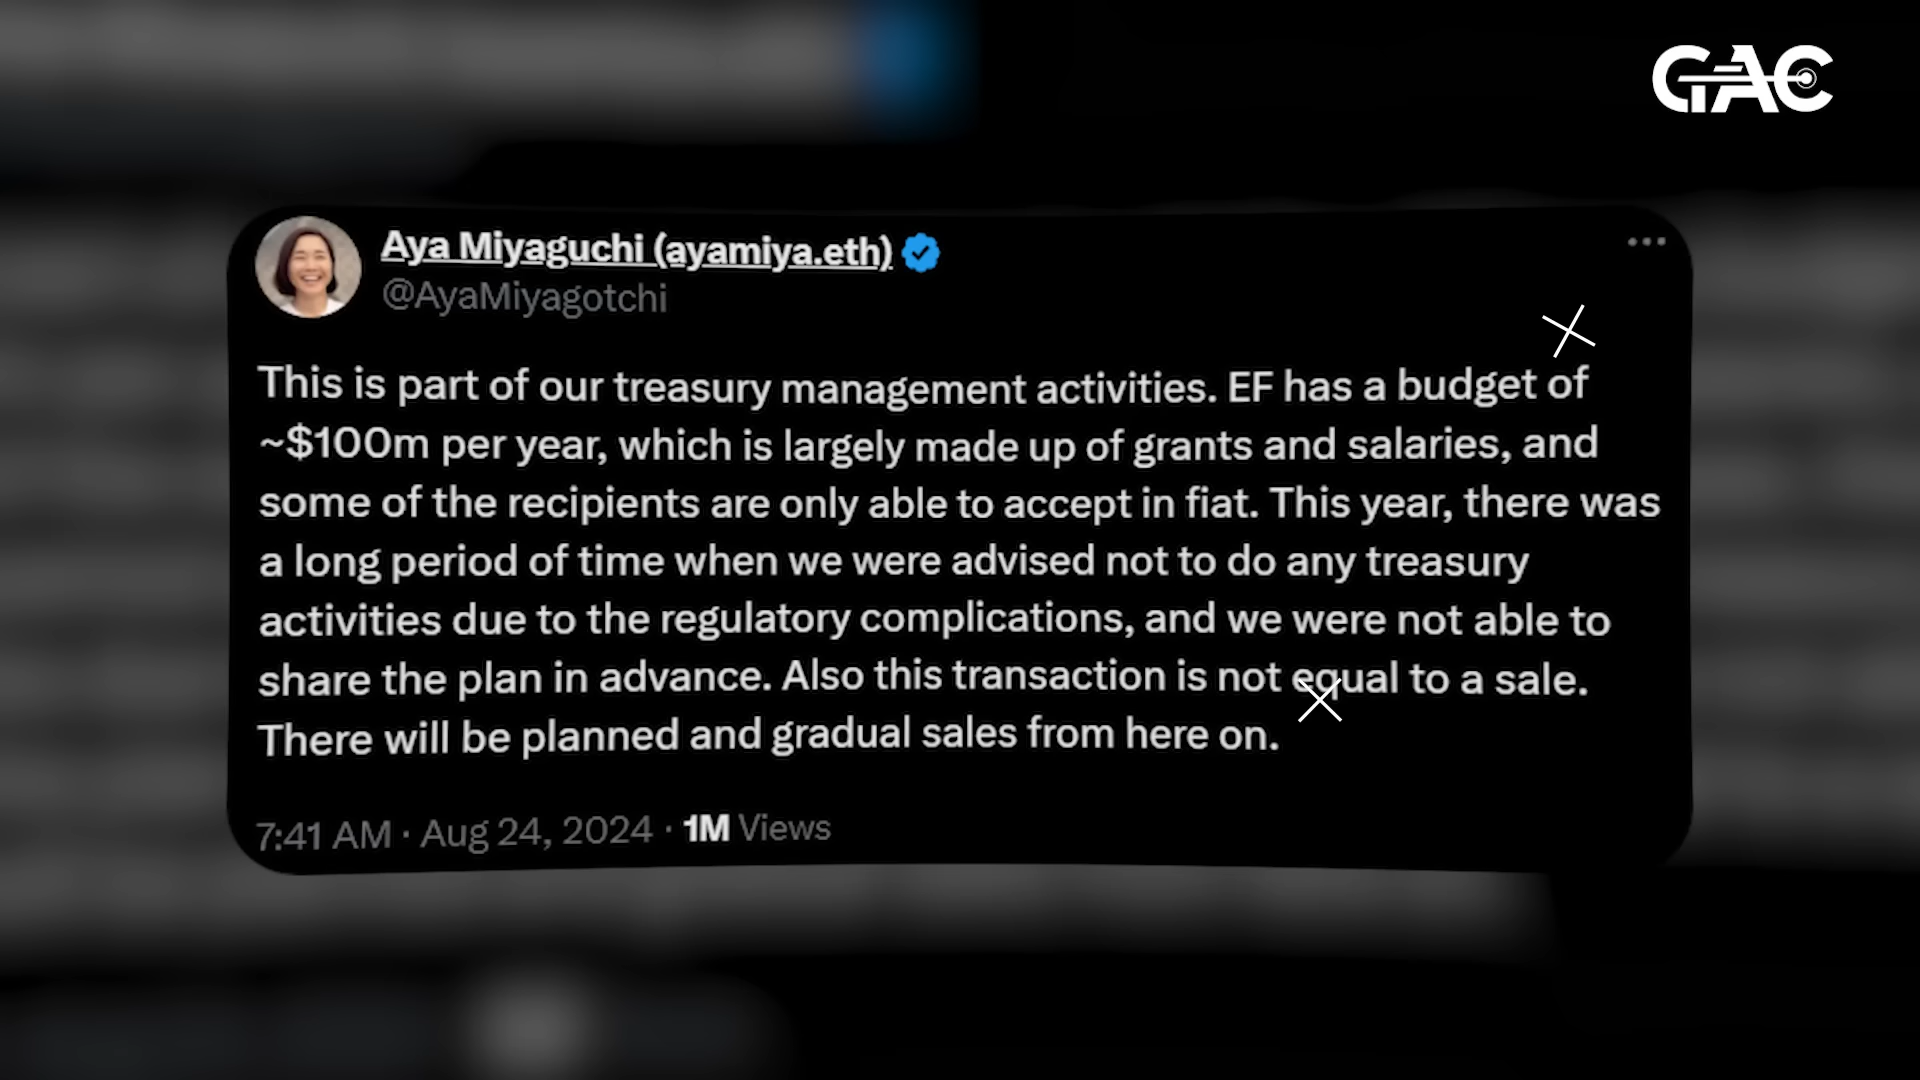 GAC
Aya Miyaguchi (ayamiya.eth)
@AyaMiyagotchi
This is part of our treasury management activities. EF has a budget of
~$100m per year, which is largely made up of grants and salaries, and
some of the recipients are only able to accept in fiat. This year, there was
a long period of time when we were advised not to do any treasury
activities due to the regulatory complications, and we were not able to
share the plan in advance. Also this transaction is not equal to a sale.
There will be planned and gradual sales from here on.
7:41 AM · Aug 24, 2024 · 1M Views